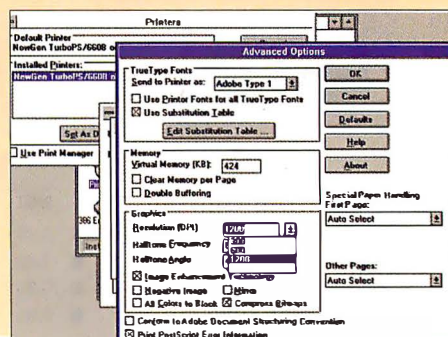 Printers
Default Printer
NewGen TurboPS/660B o
Installed Printers:
NewGen TurboPS/660B o
Set As D
Use Print Manager
386 E
Inst
Advanced Options
TrueType Fonts
Send to Printer as: Adobe Type 1
Use Printer Fonts for all TrueType Fonts
Use Substitution Table
Edit Substitution Table ...
Memory
Virtual Memory (KB): 424
Clear Memory per Page
Double Buffering
Graphics
Resolution (DPI): 1200
300
600
1200
Halftone Frequency
Halftone Angle
Image Enhancement Technology
Negative Image
Mirror
All Colors to Black
Compress Bitmaps
Conform to Adobe Document Structuring Convention
Print PostScript Error Information
OK
Cancel
Defaults
Help
About
Special Paper Handling
First Page:
Auto Select
Other Pages:
Auto Select